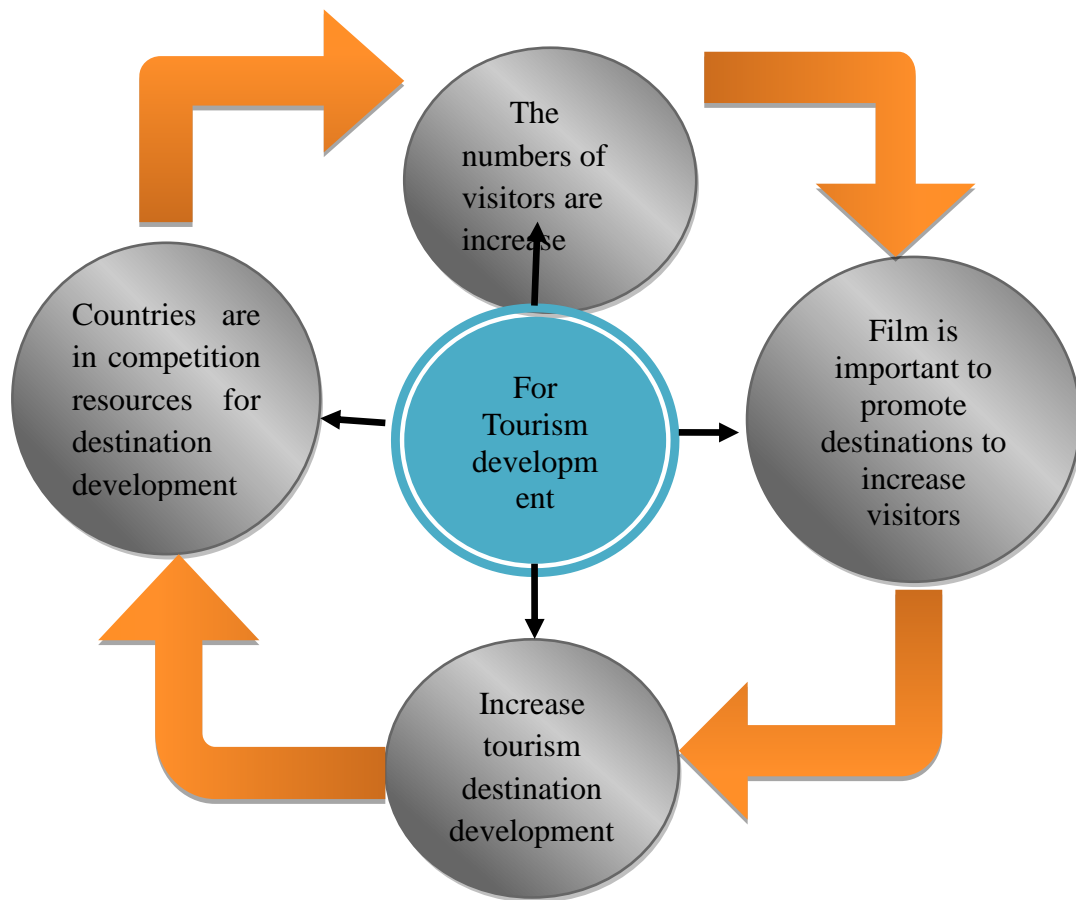 The
numbers of
visitors are
increase
Film is
important to
promote
destinations to
increase
visitors
Increase
tourism
destination
development
Countries are
in competition
resources for
destination
development
For
Tourism
developm
ent